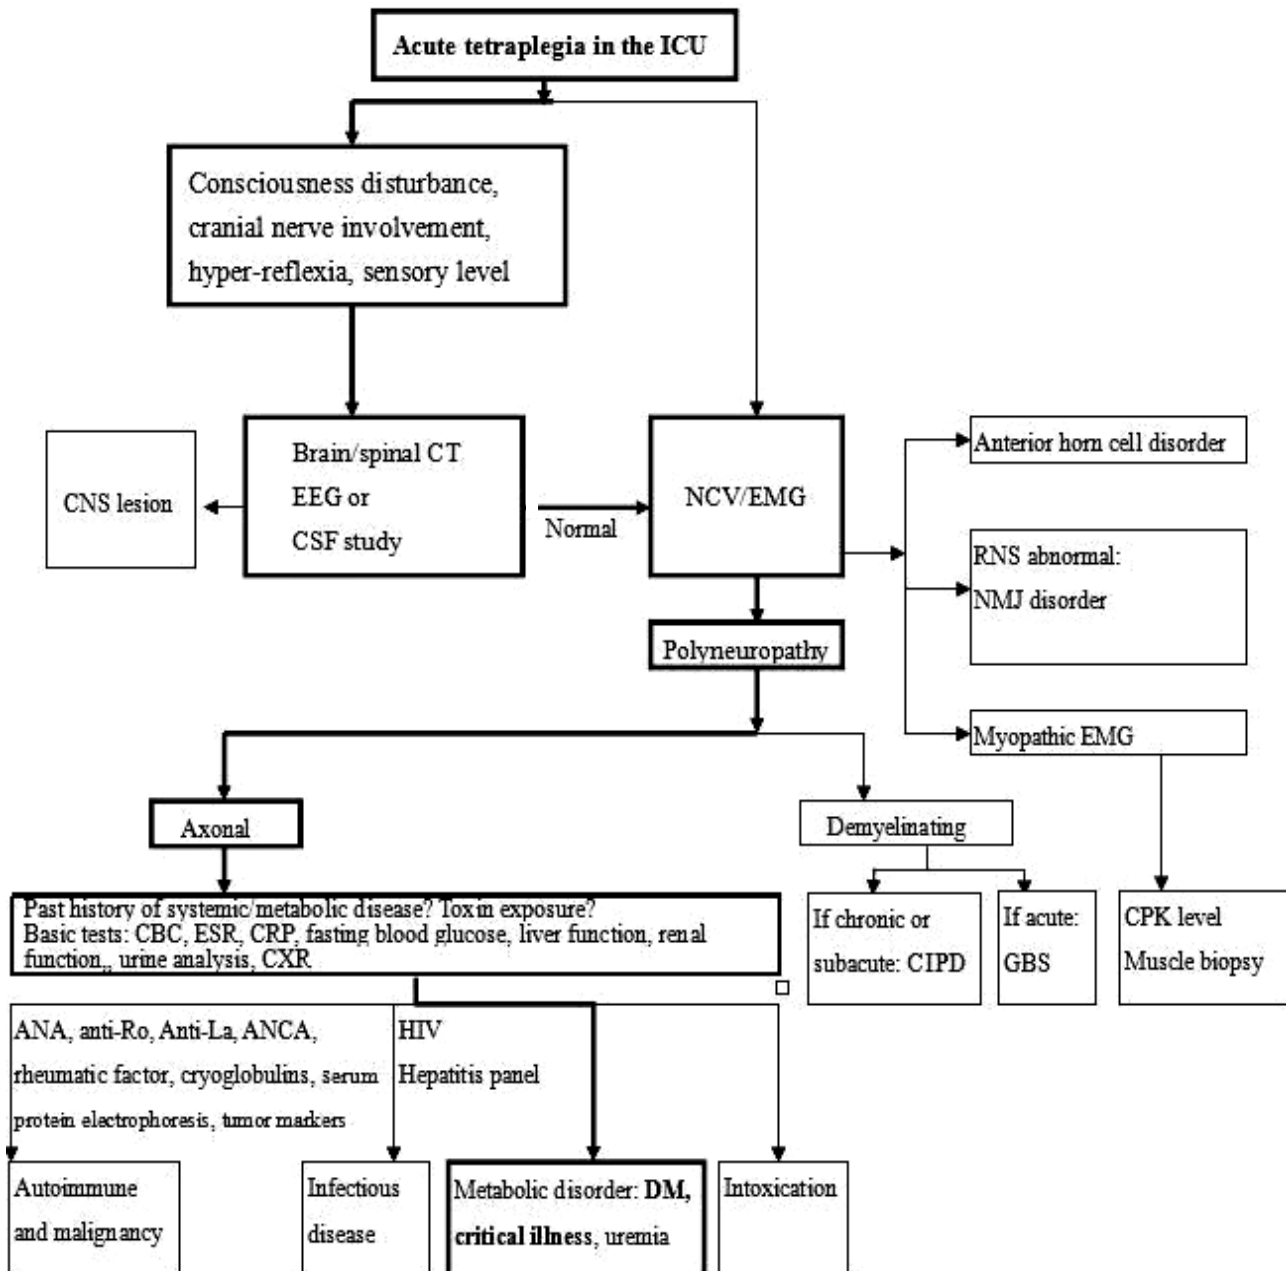 Acute tetraplegia in the ICU
Consciousness disturbance,
cranial nerve involvement,
hyper-reflexia, sensory level
CNS lesion
Brain/spinal CT
EEG or
CSF study
Normal
NCV/EMG
Anterior horn cell disorder
RNS abnormal:
NMJ disorder
Myopathic EMG
Polyneuropathy
Axonal
Demyelinating
Past history of systemic/metabolic disease? Toxin exposure?
Basic tests: CBC, ESR, CRP, fasting blood glucose, liver function, renal
function,, urine analysis, CXR
If chronic or
subacute: CIPD
If acute:
GBS
CPK level
Muscle biopsy
ANA, anti-Ro, Anti-La, ANCA,
rheumatic factor, cryoglobulins, serum
protein electrophoresis, tumor markers
HIV
Hepatitis panel
Autoimmune
and malignancy
Infectious
disease
Metabolic disorder: DM,
critical illness, uremia
Intoxication